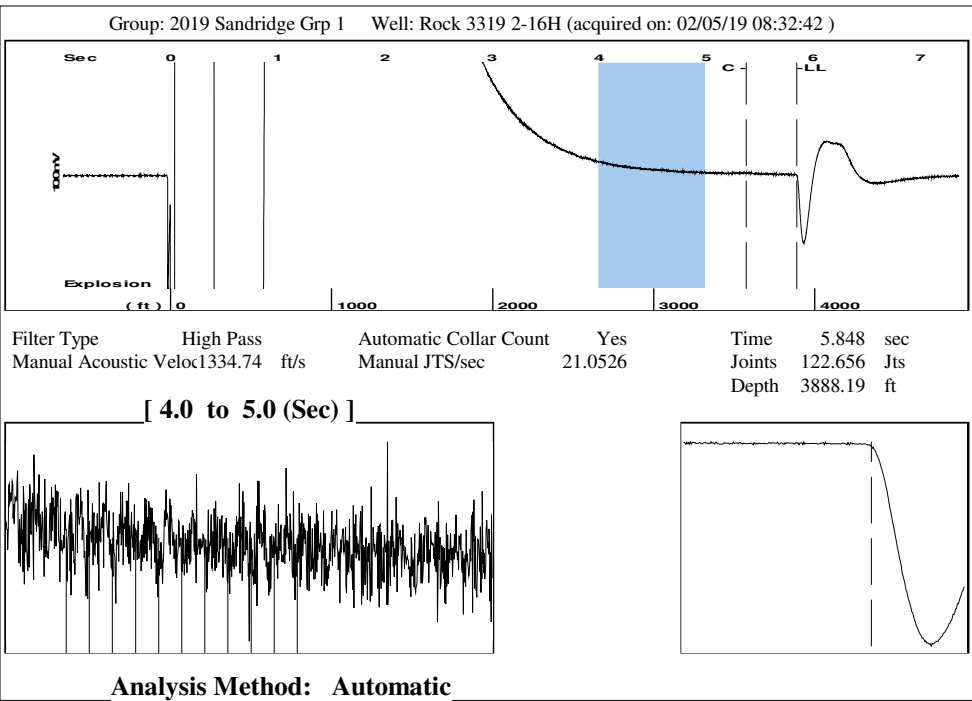 Group: 2019 Sandridge Grp 1 Well: Rock 3319 2-16H (acquired on: 02/05/19 08:32:42 )
Sec 0 1 2 3 4 5 6 7
C - -LL
100mV
Explosion
( ft ) 0 1000 2000 3000 4000
Filter Type High Pass Automatic Collar Count Yes Time 5.848 sec
Manual Acoustic Veloc1334.74 ft/s Manual JTS/sec 21.0526 Joints 122.656 Jts
Depth 3888.19 ft
[ 4.0 to 5.0 (Sec) ]
Analysis Method: Automatic